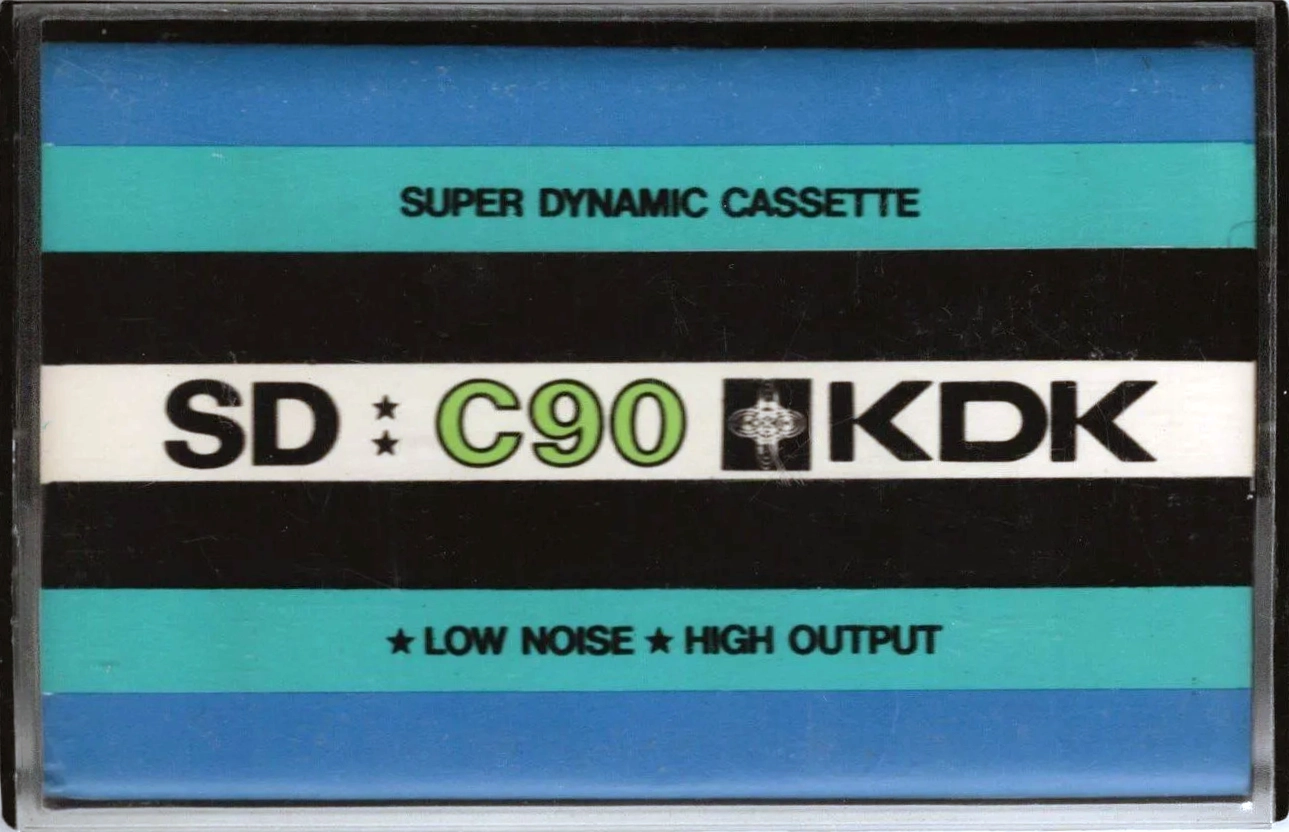 SUPER DYNAMIC CASSETTE
SD ★★ C90 KDK
★ LOW NOISE ★ HIGH OUTPUT